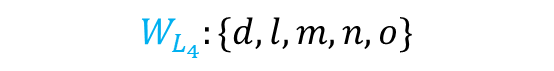 W_{L_4}: {d, l, m, n, o}